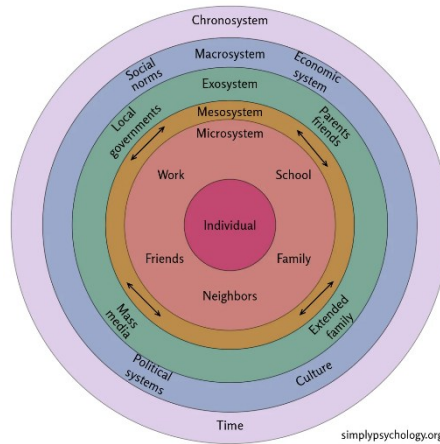 Chronosystem
Macrosystem
Social
norms
Economic
system
Exosystem
Local
governments
Parents
friends
Mesosystem
Microsystem
Work
School
Individual
Friends
Family
Neighbors
Mass
media
Extended
family
Political
systems
Culture
Time
simplypsychology.org